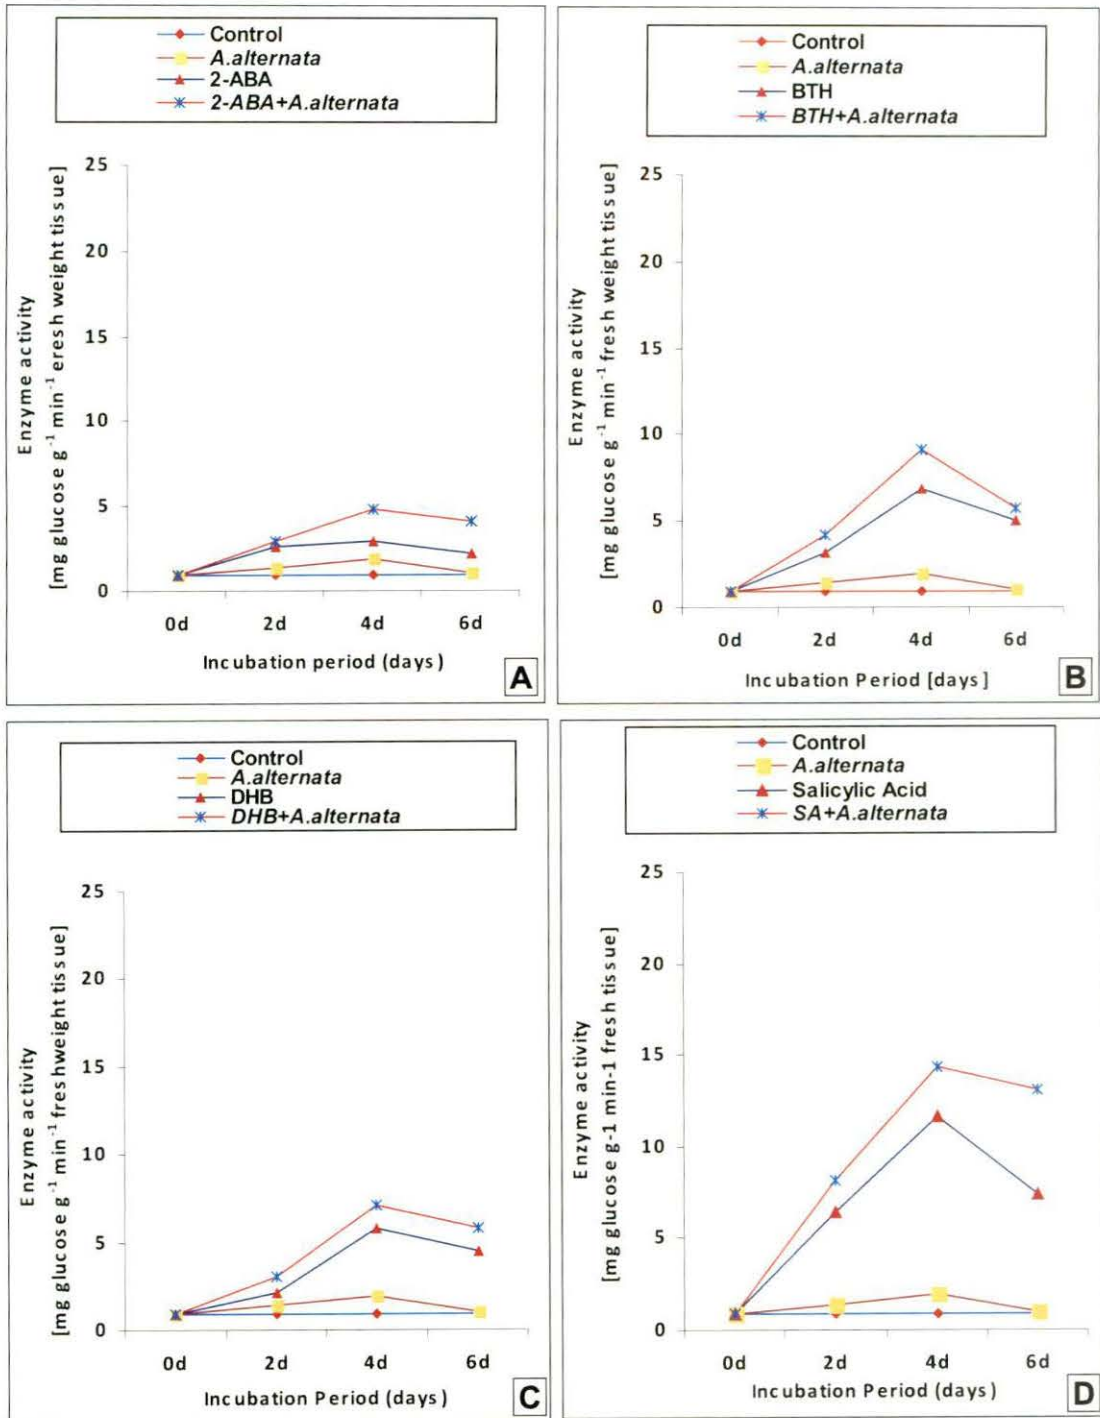 Control
A.alternata
2-ABA
2-ABA+A.alternata
25
20
15
10
5
0
Enzyme activity
[mg glucose g-1 min-1 eresh weight tissue]
0d 2d 4d 6d
Incubation period (days)
A
Control
A.alternata
BTH
BTH+A.alternata
25
20
15
10
5
0
Enzyme activity
[mg glucose g-1 min-1 fresh weight tissue]
0d 2d 4d 6d
Incubation Period [days]
B
Control
A.alternata
DHB
DHB+A.alternata
25
20
15
10
5
0
Enzyme activity
[mg glucose g-1 min-1 freshweight tissue]
0d 2d 4d 6d
Incubation Period (days)
C
Control
A.alternata
Salicylic Acid
SA+A.alternata
25
20
15
10
5
0
Enzyme activity
[mg glucose g-1 min-1 fresh tissue]
0d 2d 4d 6d
Incubation Period (days)
D